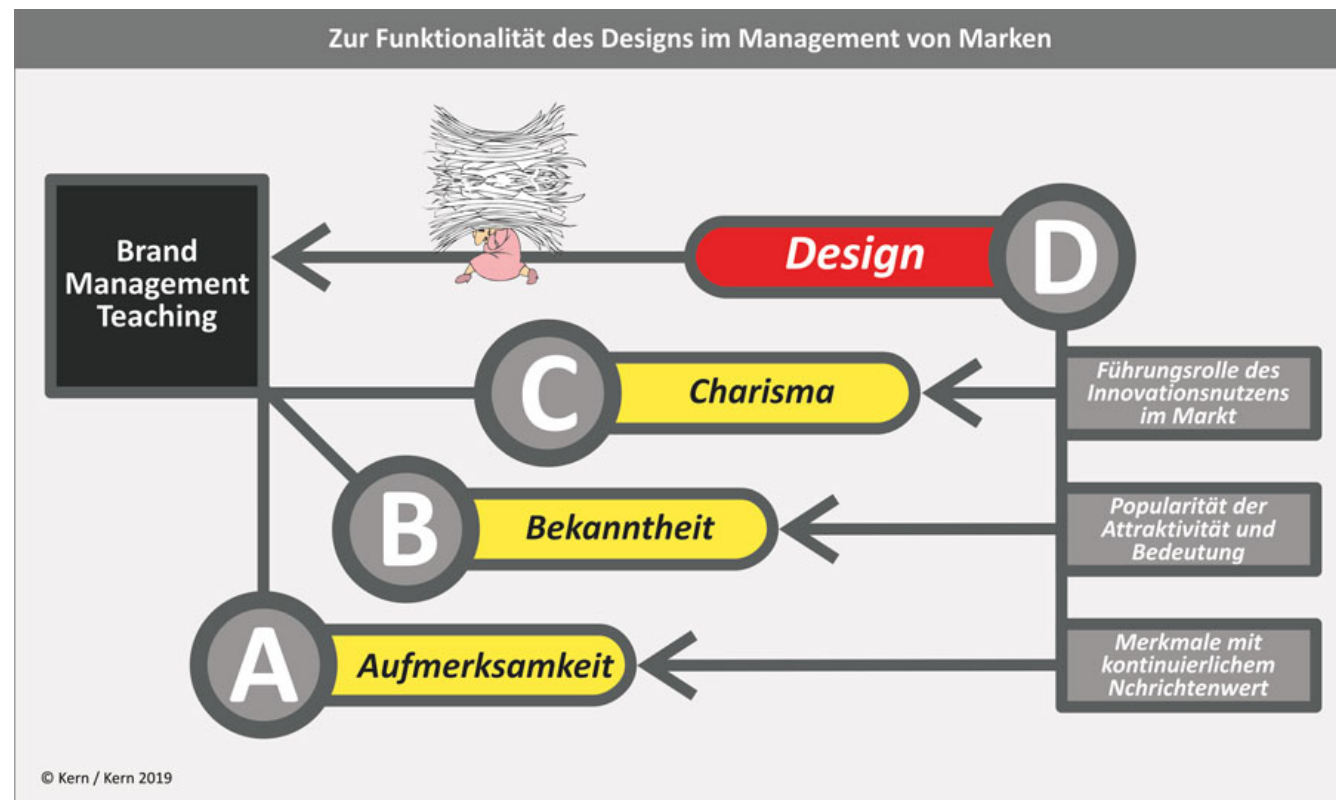 Zur Funktionalität des Designs im Management von Marken
Brand
Management
Teaching
Design
D
C
Charisma
Führungsrolle des
Innovationsnutzens
im Markt
B
Bekanntheit
Popularität der
Attraktivität und
Bedeutung
A
Aufmerksamkeit
Merkmale mit
kontinuierlichem
Nchrichtenwert
© Kern / Kern 2019